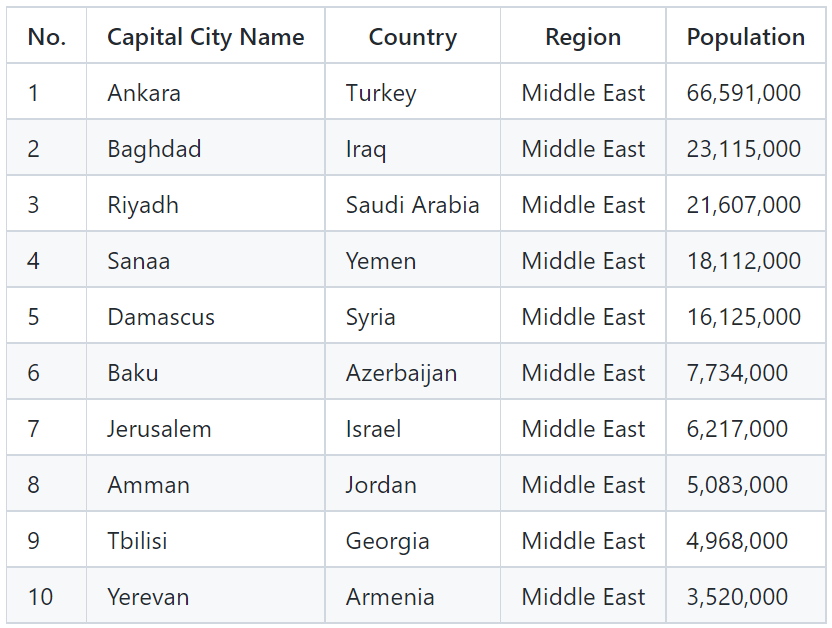 No. Capital City Name Country Region Population
1 Ankara Turkey Middle East 66,591,000
2 Baghdad Iraq Middle East 23,115,000
3 Riyadh Saudi Arabia Middle East 21,607,000
4 Sanaa Yemen Middle East 18,112,000
5 Damascus Syria Middle East 16,125,000
6 Baku Azerbaijan Middle East 7,734,000
7 Jerusalem Israel Middle East 6,217,000
8 Amman Jordan Middle East 5,083,000
9 Tbilisi Georgia Middle East 4,968,000
10 Yerevan Armenia Middle East 3,520,000